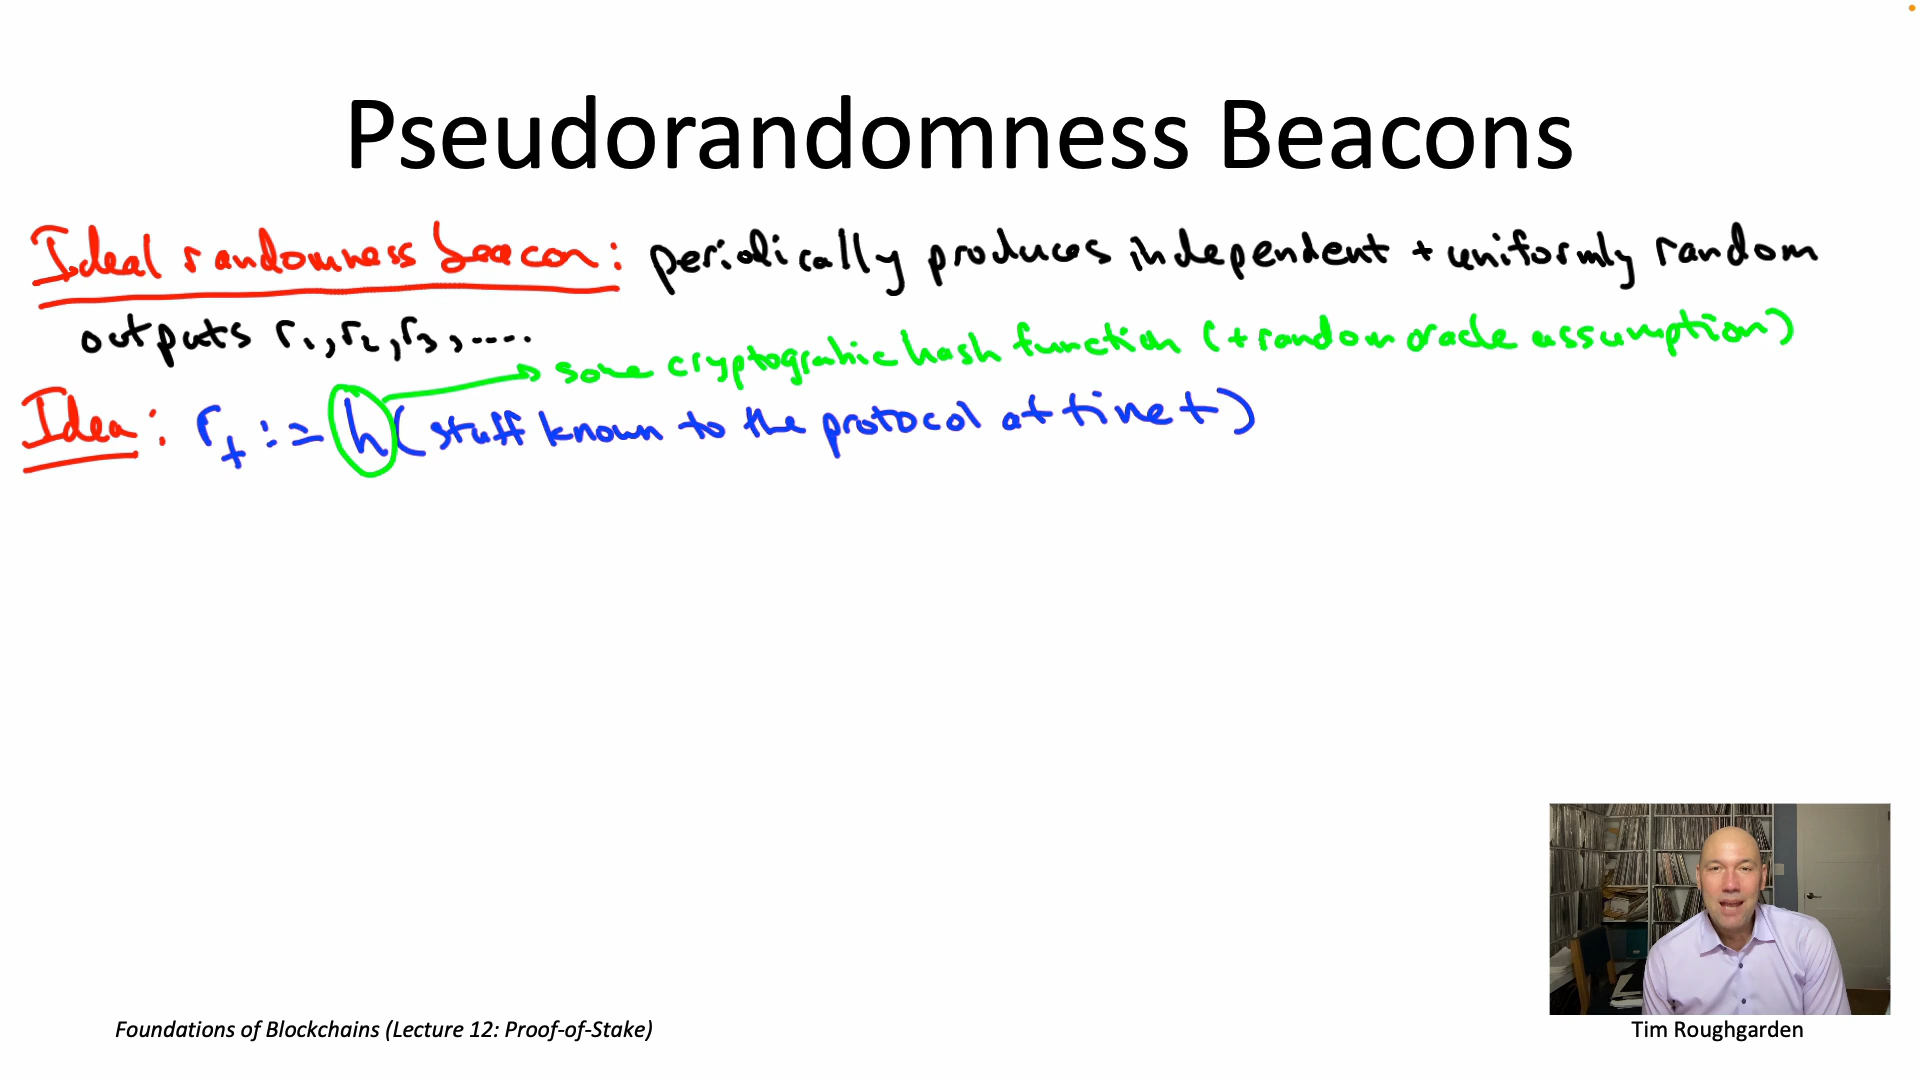 Pseudorandomness Beacons
Ideal randomness beacon: periodically produces independent + uniformly random
outputs r₁, r₂, r₃, ....
some cryptograhic hash function (+ random oracle assumption)
Idea: rₜ := h(stuff known to the protocol at time t)
Foundations of Blockchains (Lecture 12: Proof-of-Stake)
Tim Roughgarden